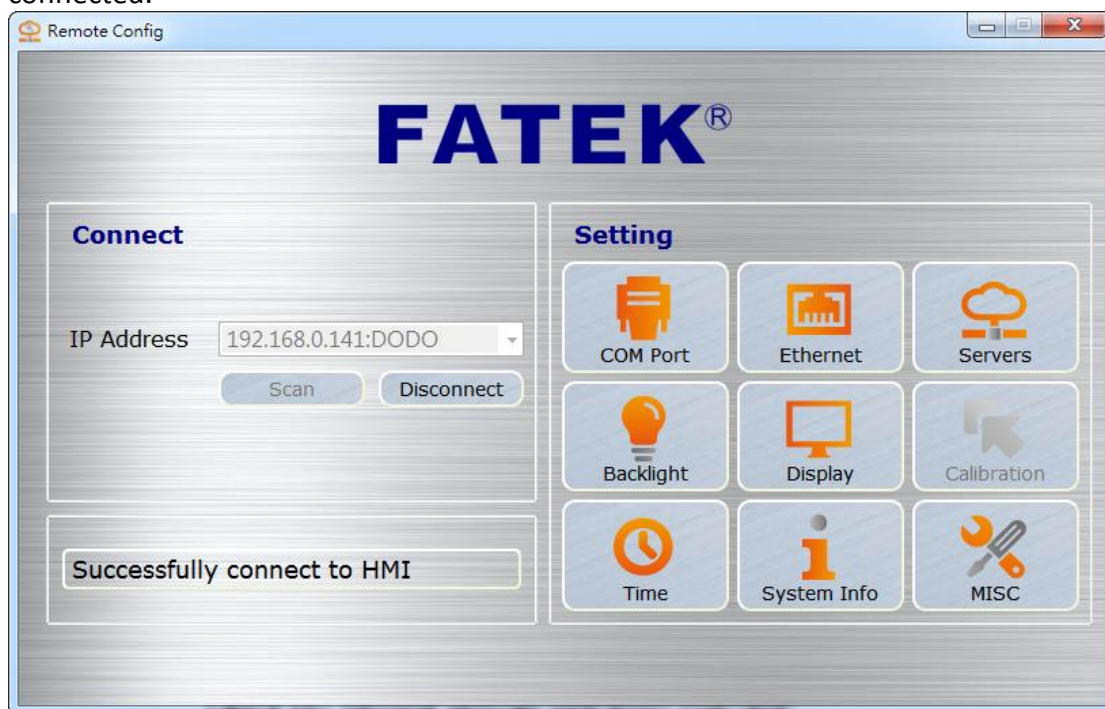 connected.
Remote Config
FATEK®
Connect
IP Address 192.168.0.141:DODO
Scan Disconnect
Successfully connect to HMI
Setting
COM Port Ethernet Servers
Backlight Display Calibration
Time System Info MISC